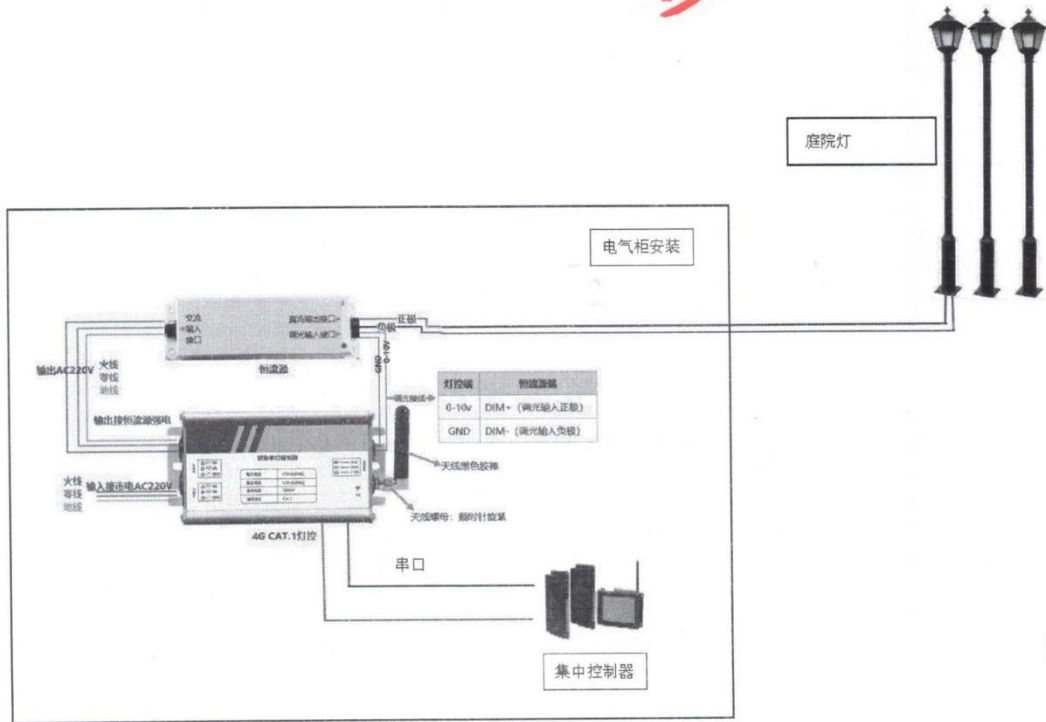 庭院灯
电气柜安装
交流
输入
接口
直流输出接口
调光输入接口
正极
负极
GND
0-10V
恒流源
输出AC220V
火线
零线
地线
输出接恒流源强电
调光接线
灯控端 恒流源端
0-10v DIM+（调光输入正极）
GND DIM-（调光输入负极）
天线黑色胶棒
火线
零线
地线
输入接市电AC220V
天线螺母：顺时针旋紧
4G CAT.1灯控
串口
集中控制器